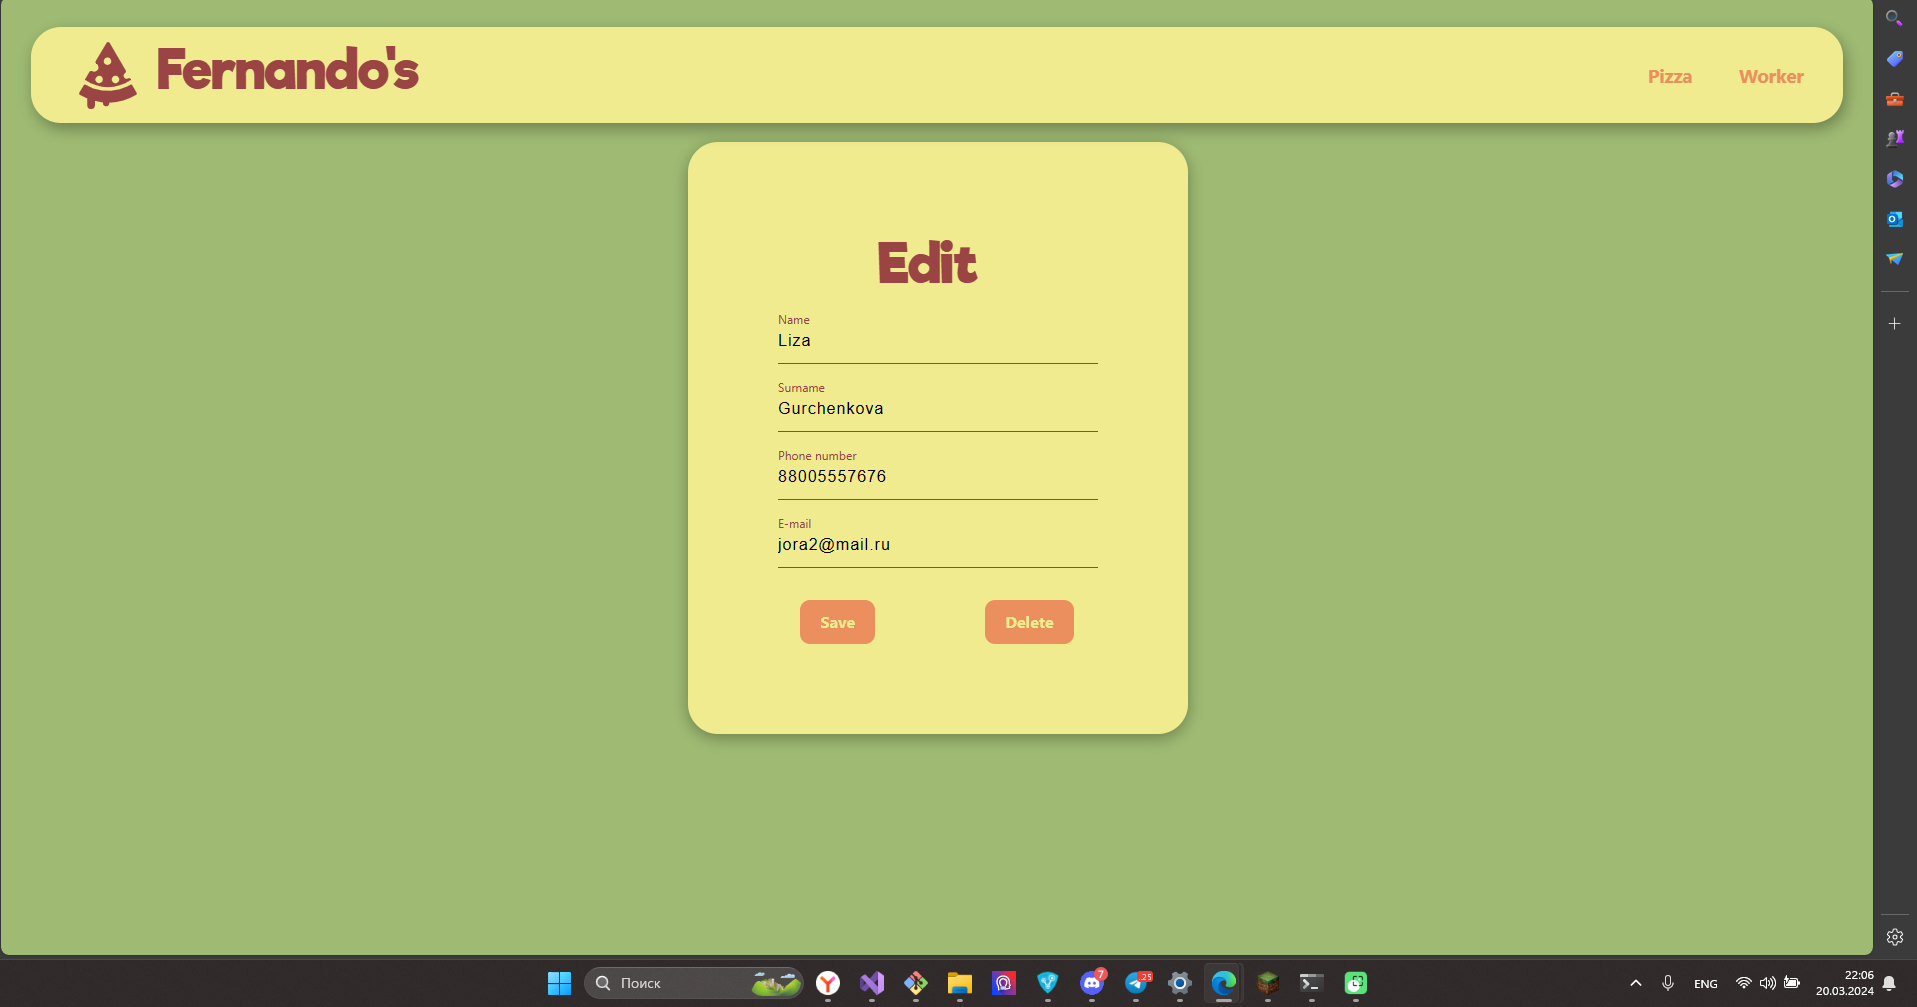 Fernando's
Pizza
Worker
Edit
Name
Liza
Surname
Gurchenkova
Phone number
88005557676
E-mail
jora2@mail.ru
Save
Delete
Поиск
7
25
ENG
22:06
20.03.2024